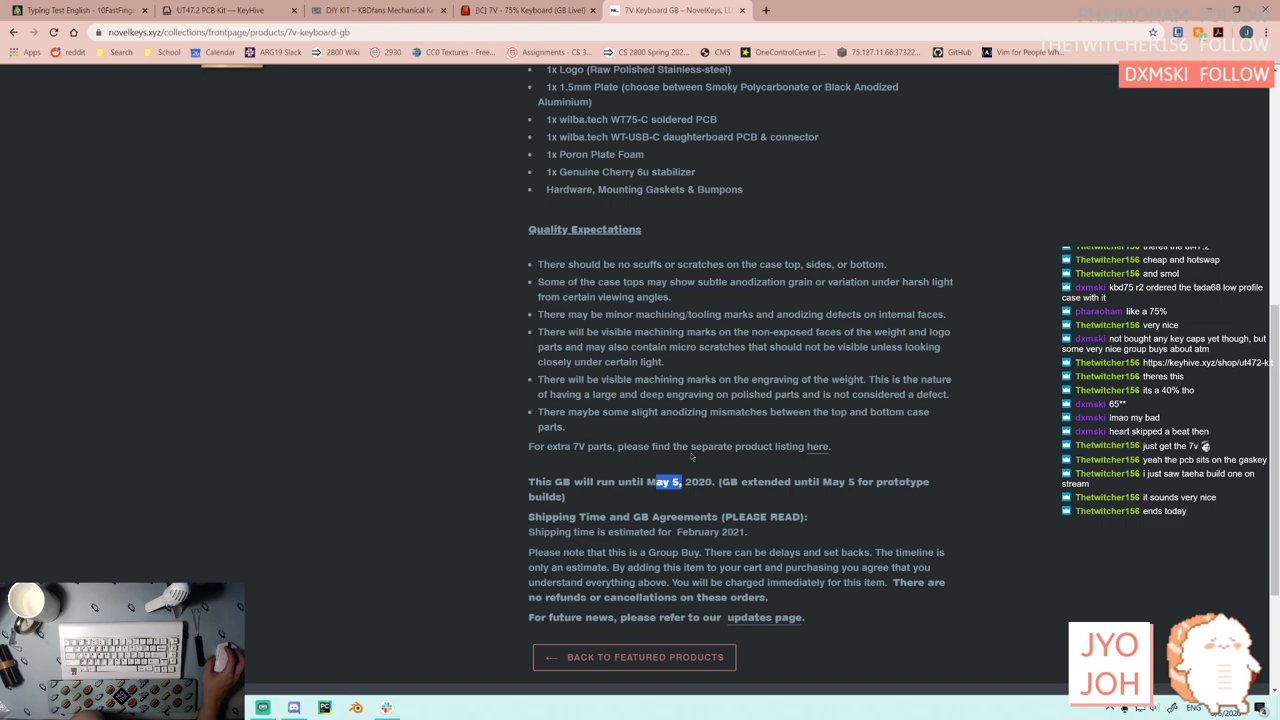 Typing Test English - 10FastFinge
UT47.2 PCB Kit – KeyHive
DIY KIT – KBDfans Mechanical Ke
[IC] 7V - 75% Keyboard (GB Live!)
7V Keyboard GB – NovelKeys, LL
PHARAOHAM FOLLOW
novelkeys.xyz/collections/frontpage/products/7v-keyboard-gb
THETWITCHER156 FOLLOW
Apps
reddit
Search
School
Calendar
ARG19 Slack
2800 Wiki
2930
CC0 Textures - Free...
Assignments - CS 3...
CS 2800 Spring 202...
CMS
OneControlCenter |...
75.127.11.66:37332...
GitHub
Vim for People Wh...
DXMSKI FOLLOW
1x Logo (Raw Polished Stainless-steel)
1x 1.5mm Plate (choose between Smoky Polycarbonate or Black Anodized
Aluminium)
1x wilba.tech WT75-C soldered PCB
1x wilba.tech WT-USB-C daughterboard PCB & connector
1x Poron Plate Foam
1x Genuine Cherry 6u stabilizer
Hardware, Mounting Gaskets & Bumpons
Quality Expectations
There should be no scuffs or scratches on the case top, sides, or bottom.
Some of the case tops may show subtle anodization grain or variation under harsh light
from certain viewing angles.
There may be minor machining/tooling marks and anodizing defects on internal faces.
There will be visible machining marks on the non-exposed faces of the weight and logo
parts and may also contain micro scratches that should not be visible unless looking
closely under certain light.
There will be visible machining marks on the engraving of the weight. This is the nature
of having a large and deep engraving on polished parts and is not considered a defect.
There maybe some slight anodizing mismatches between the top and bottom case
parts.
For extra 7V parts, please find the separate product listing here.
This GB will run until May 5, 2020. (GB extended until May 5 for prototype
builds)
Shipping Time and GB Agreements (PLEASE READ):
Shipping time is estimated for February 2021.
Please note that this is a Group Buy. There can be delays and set backs. The timeline is
only an estimate. By adding this item to your cart and purchasing you agree that you
understand everything above. You will be charged immediately for this item. There are
no refunds or cancellations on these orders.
For future news, please refer to our updates page.
← BACK TO FEATURED PRODUCTS
Thetwitcher156 theres the ut47.2
Thetwitcher156 cheap and hotswap
Thetwitcher156 and smol
dxmski kbd75 r2 ordered the tada68 low profile
case with it
pharaoham like a 75%
Thetwitcher156 very nice
dxmski not bought any key caps yet though, but
some very nice group buys about atm
Thetwitcher156 https://keyhive.xyz/shop/ut472-k
Thetwitcher156 theres this
Thetwitcher156 its a 40% tho
dxmski 65**
dxmski lmao my bad
dxmski heart skipped a beat then
Thetwitcher156 just get the 7v
Thetwitcher156 yeah the pcb sits on the gaskey
Thetwitcher156 i just saw taeha build one on
stream
Thetwitcher156 it sounds very nice
Thetwitcher156 ends today
JYO
JOH
ENG